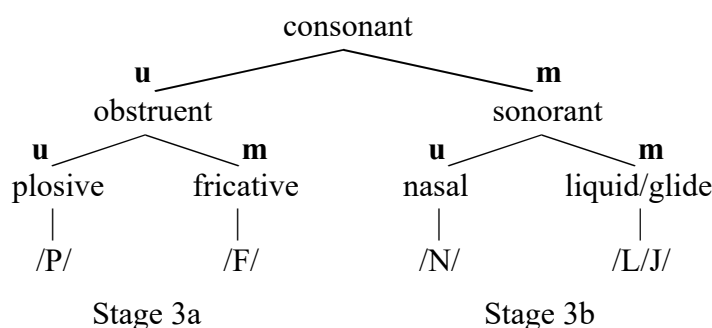 consonant
u m
obstruent sonorant
u m u m
plosive fricative nasal liquid/glide
/P/ /F/ /N/ /L/J/
Stage 3a Stage 3b